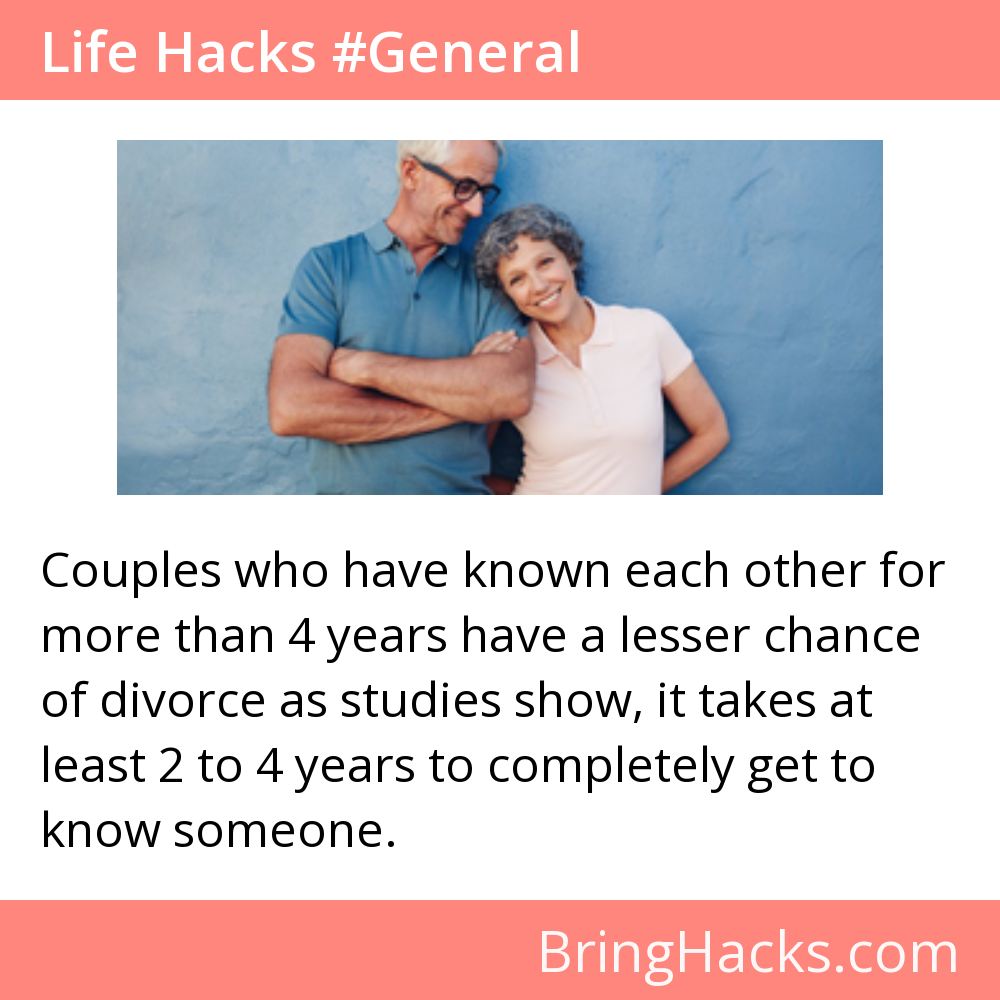 Life Hacks #General
Couples who have known each other for
more than 4 years have a lesser chance
of divorce as studies show, it takes at
least 2 to 4 years to completely get to
know someone.
BringHacks.com